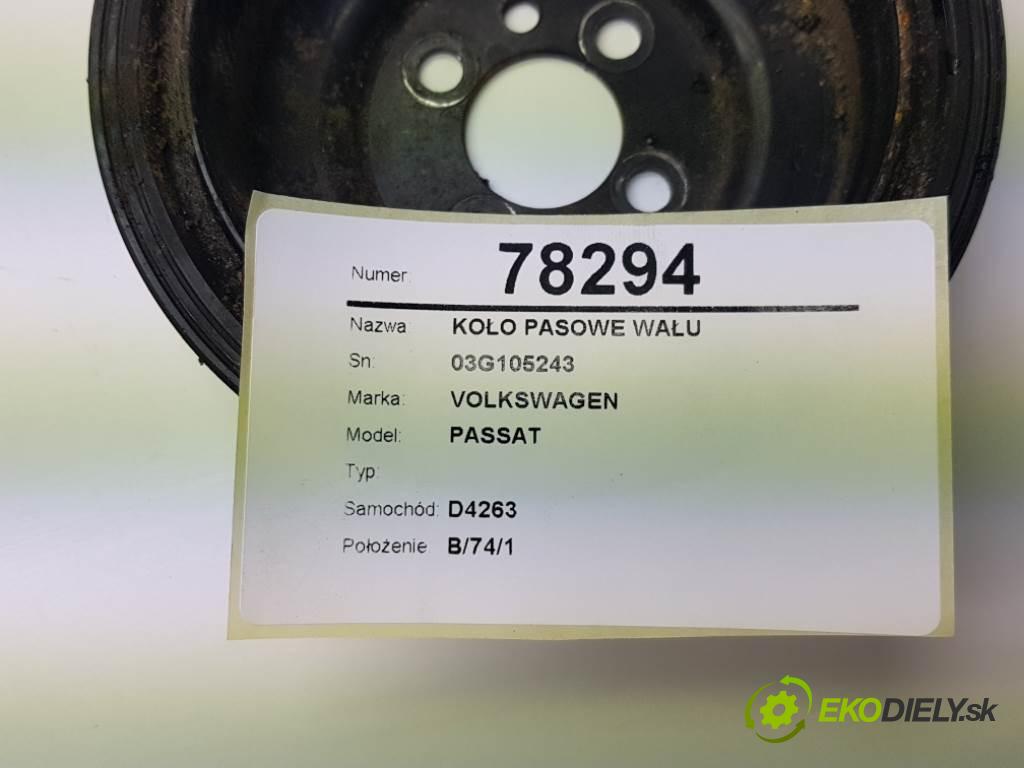 Numer: 78294
Nazwa: KOŁO PASOWE WAŁU
Sn: 03G105243
Marka: VOLKSWAGEN
Model: PASSAT
Typ:
Samochód: D4263
Położenie: B/74/1
EKODIELY.sk